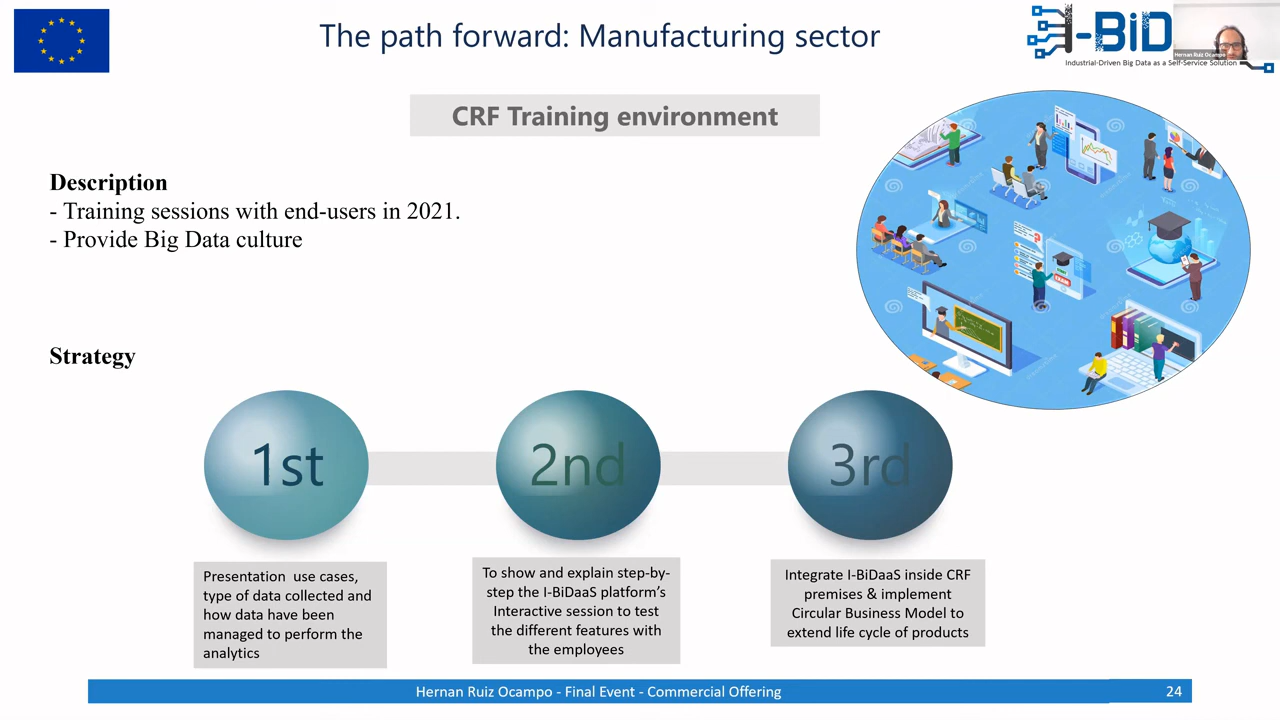 The path forward: Manufacturing sector
I-BiD
Industrial-Driven Big Data as a Self-Service Solution
Hernan Ruiz Ocampo
CRF Training environment
Description
- Training sessions with end-users in 2021.
- Provide Big Data culture
Strategy
1st
2nd
3rd
Presentation use cases,
type of data collected and
how data have been
managed to perform the
analytics
To show and explain step-by-
step the I-BiDaaS platform's
Interactive session to test
the different features with
the employees
Integrate I-BiDaaS inside CRF
premises & implement
Circular Business Model to
extend life cycle of products
Hernan Ruiz Ocampo - Final Event - Commercial Offering
24